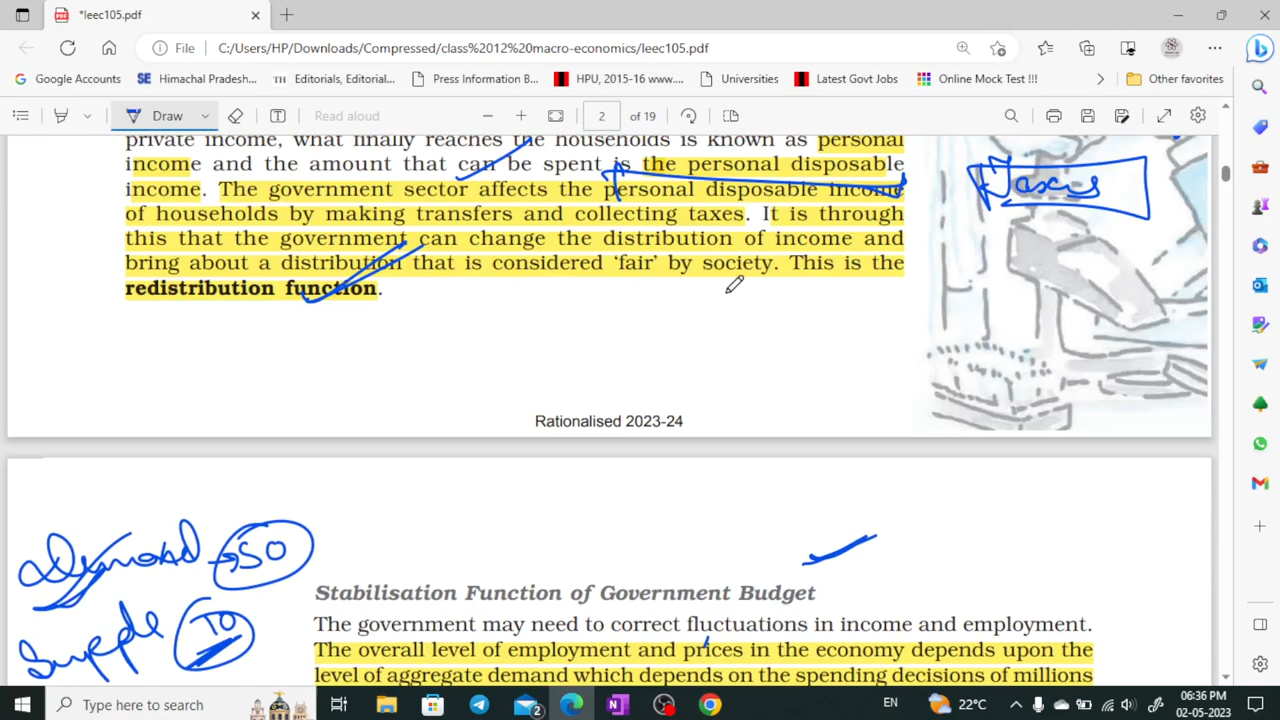 *leec105.pdf
File
C:/Users/HP/Downloads/Compressed/class%2012%20macro-economics/leec105.pdf
Google Accounts
SE Himachal Pradesh...
TH Editorials, Editorial...
Press Information B...
HPU, 2015-16 www....
Universities
Latest Govt Jobs
Online Mock Test !!!
Other favorites
Draw
Read aloud
2 of 19
private income, what finally reaches the households is known as personal
income and the amount that can be spent is the personal disposable
income. The government sector affects the personal disposable income
of households by making transfers and collecting taxes. It is through
this that the government can change the distribution of income and
bring about a distribution that is considered 'fair' by society. This is the
redistribution function.
Taxes
Rationalised 2023-24
Demand → 50
Supple 70
Stabilisation Function of Government Budget
The government may need to correct fluctuations in income and employment.
The overall level of employment and prices in the economy depends upon the
level of aggregate demand which depends on the spending decisions of millions
Type here to search
2
EN
22°C
06:36 PM
02-05-2023